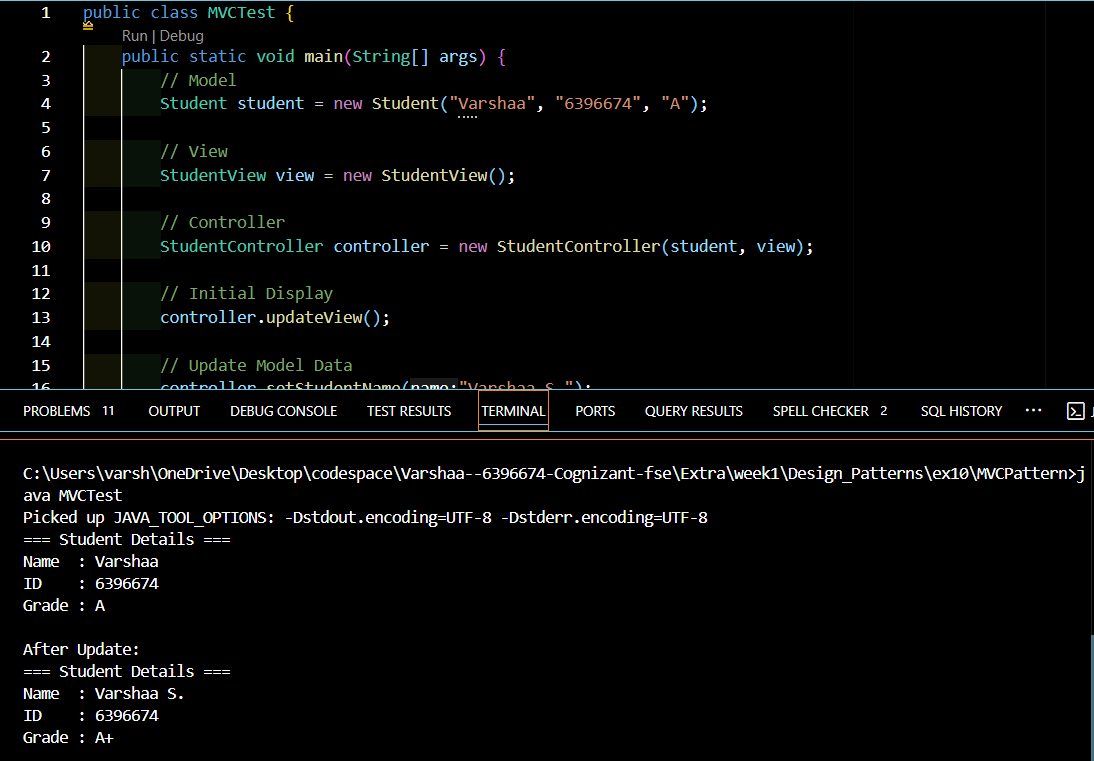 1 public class MVCTest {
Run | Debug
2 public static void main(String[] args) {
3 // Model
4 Student student = new Student("Varshaa", "6396674", "A");
5
6 // View
7 StudentView view = new StudentView();
8
9 // Controller
10 StudentController controller = new StudentController(student, view);
11
12 // Initial Display
13 controller.updateView();
14
15 // Update Model Data
16 controller.setStudentName(name:"Varshaa S.");
PROBLEMS 11 OUTPUT DEBUG CONSOLE TEST RESULTS TERMINAL PORTS QUERY RESULTS SPELL CHECKER 2 SQL HISTORY ...
C:\Users\varsh\OneDrive\Desktop\codespace\Varshaa--6396674-Cognizant-fse\Extra\week1\Design_Patterns\ex10\MVCPattern>j
ava MVCTest
Picked up JAVA_TOOL_OPTIONS: -Dstdout.encoding=UTF-8 -Dstderr.encoding=UTF-8
=== Student Details ===
Name : Varshaa
ID : 6396674
Grade : A
After Update:
=== Student Details ===
Name : Varshaa S.
ID : 6396674
Grade : A+